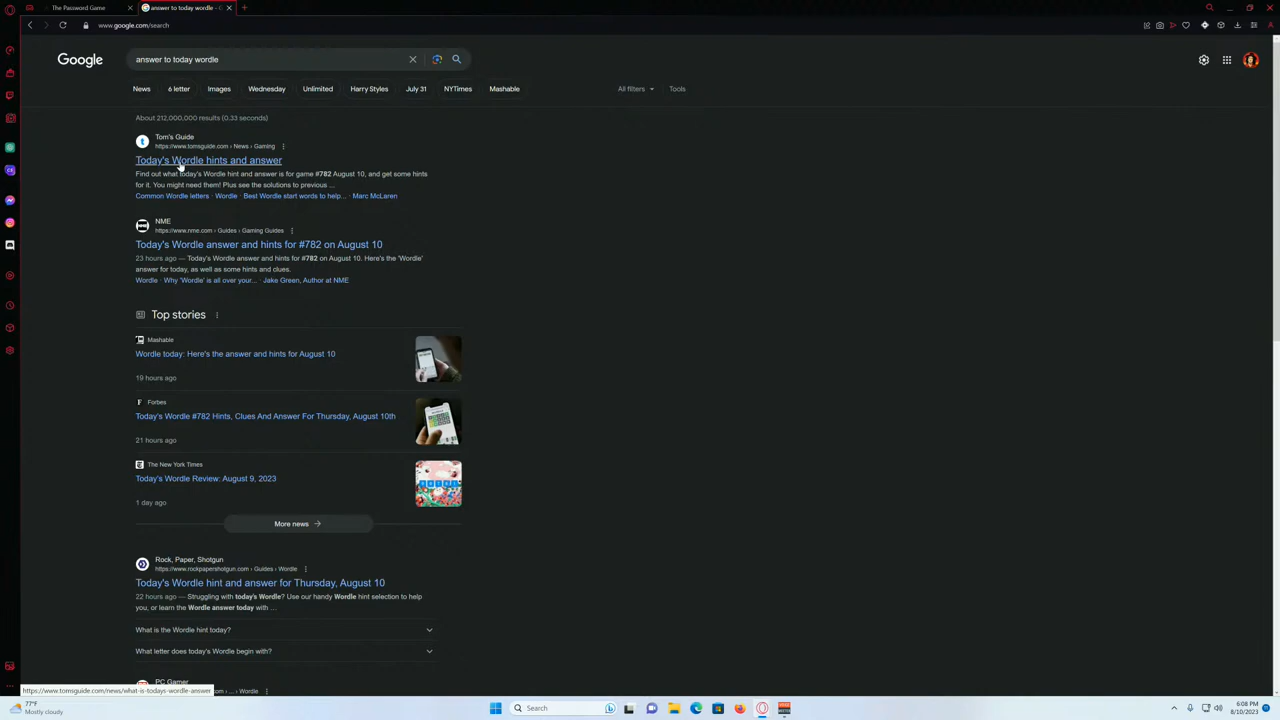 The Password Game
answer to today wordle -
www.google.com/search
Google
answer to today wordle
News
6 letter
Images
Wednesday
Unlimited
Harry Styles
July 31
NYTimes
Mashable
All filters
Tools
About 212,000,000 results (0.33 seconds)
Tom's Guide
https://www.tomsguide.com › News › Gaming
Today's Wordle hints and answer
Find out what today's Wordle hint and answer is for game #782 August 10, and get some hints
for it. You might need them! Plus see the solutions to previous ...
Common Wordle letters · Wordle · Best Wordle start words to help... · Marc McLaren
NME
https://www.nme.com › Guides › Gaming Guides
Today's Wordle answer and hints for #782 on August 10
23 hours ago — Today's Wordle answer and hints for #782 on August 10. Here's the 'Wordle'
answer for today, as well as some hints and clues.
Wordle · Why 'Wordle' is all over your... · Jake Green, Author at NME
Top stories
Mashable
Wordle today: Here's the answer and hints for August 10
19 hours ago
Forbes
Today's Wordle #782 Hints, Clues And Answer For Thursday, August 10th
21 hours ago
The New York Times
Today's Wordle Review: August 9, 2023
1 day ago
More news
Rock, Paper, Shotgun
https://www.rockpapershotgun.com › Guides › Wordle
Today's Wordle hint and answer for Thursday, August 10
22 hours ago — Struggling with today's Wordle? Use our handy Wordle hint selection to help
you, or learn the Wordle answer today with ...
What is the Wordle hint today?
What letter does today's Wordle begin with?
PC Gamer
https://www.tomsguide.com/news/what-is-todays-wordle-answer
com › ... › Wordle
77°F
Mostly cloudy
Search
6:08 PM
8/10/2023